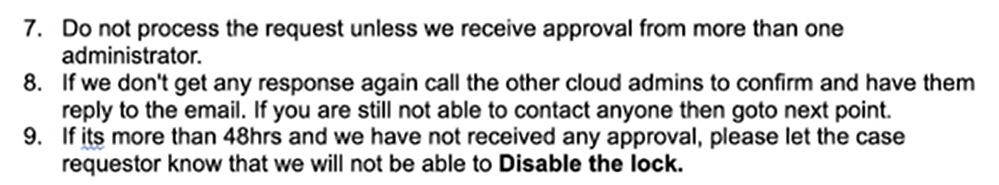 7. Do not process the request unless we receive approval from more than one
administrator.
8. If we don't get any response again call the other cloud admins to confirm and have them
reply to the email. If you are still not able to contact anyone then goto next point.
9. If its more than 48hrs and we have not received any approval, please let the case
requestor know that we will not be able to Disable the lock.